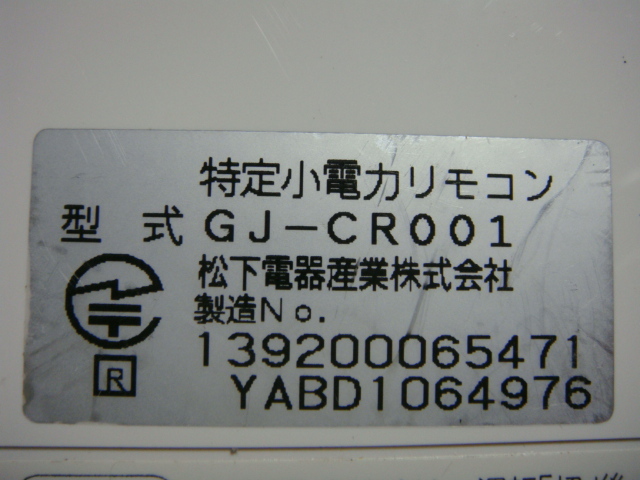 特定小電力リモコン
型 式 GJ-CR001
松下電器産業株式会社
製造No.
1392000065471
R YABD1064976